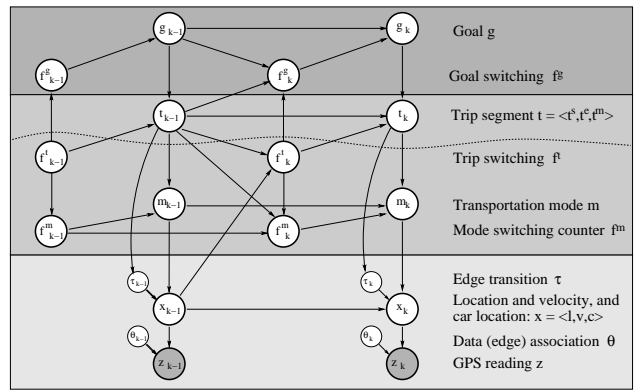 g k−1
g k
Goal g
f g k−1
f g k
Goal switching f g
t k−1
t k
Trip segment t = <t s, t e, t m>
f t k−1
f t k
Trip switching f t
m k−1
m k
Transportation mode m
f m k−1
f m k
Mode switching counter f m
τ k−1
τ k
Edge transition τ
x k−1
x k
Location and velocity, and
car location: x = <l,v,c>
θ k−1
θ k
Data (edge) association θ
z k−1
z k
GPS reading z